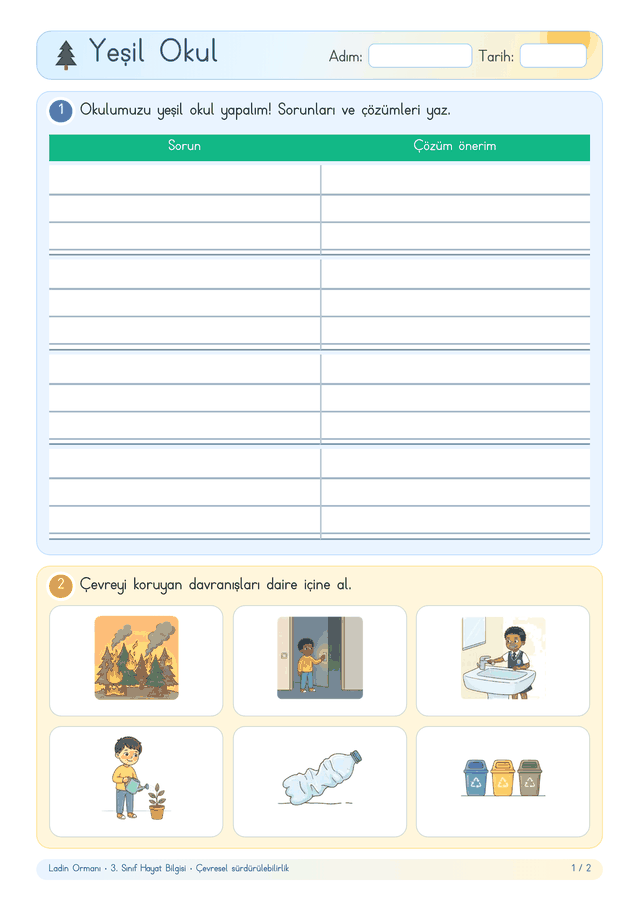 Yeşil Okul
Adım:
Tarih:
1 Okulumuzu yeşil okul yapalım! Sorunları ve çözümleri yaz.
Sorun
Çözüm önerim
2 Çevreyi koruyan davranışları daire içine al.
Ladin Ormanı • 3. Sınıf Hayat Bilgisi • Çevresel sürdürülebilirlik
1 / 2